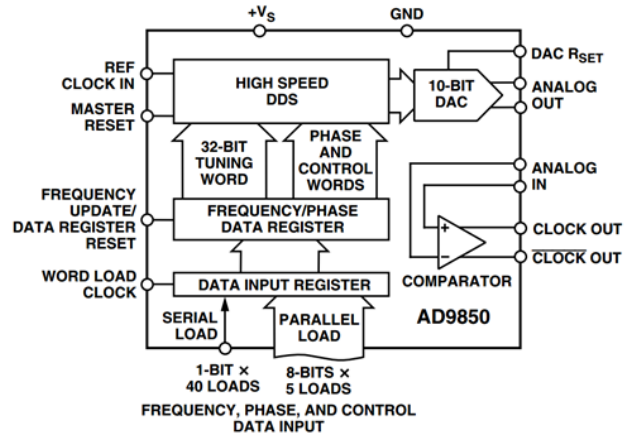 +VS
GND
REF
CLOCK IN
MASTER
RESET
FREQUENCY
UPDATE/
DATA REGISTER
RESET
WORD LOAD
CLOCK
HIGH SPEED
DDS
32-BIT
TUNING
WORD
PHASE
AND
CONTROL
WORDS
FREQUENCY/PHASE
DATA REGISTER
DATA INPUT REGISTER
SERIAL
LOAD
PARALLEL
LOAD
1-BIT ×
40 LOADS
8-BITS ×
5 LOADS
FREQUENCY, PHASE, AND CONTROL
DATA INPUT
10-BIT
DAC
DAC RSET
ANALOG
OUT
ANALOG
IN
+
–
CLOCK OUT
CLOCK OUT
COMPARATOR
AD9850